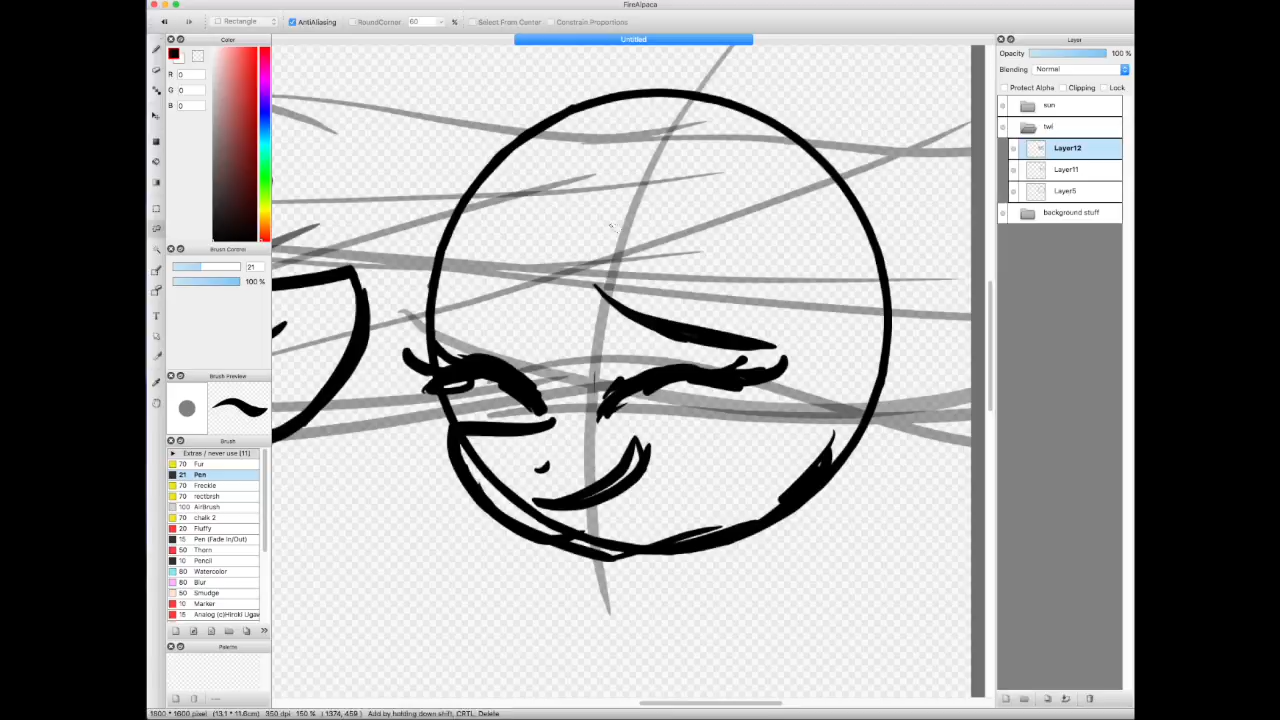 FireAlpaca
Rectangle AntiAliasing RoundCorner 60 % Select From Center Constrain Proportions
Untitled
Color
R 0
G 0
B 0
Brush Control
21
100 %
Brush Preview
Brush
Extras / never use (11)
70 Fur
21 Pen
70 Freckle
70 rectbrsh
100 AirBrush
70 chalk 2
20 Fluffy
15 Pen (Fade In/Out)
50 Thorn
10 Pencil
80 Watercolor
80 Blur
50 Smudge
10 Marker
15 Analog (c)Hiroki Ugaw
Palette
Layer
Opacity 100 %
Blending Normal
Protect Alpha Clipping Lock
sun
twi
Layer12
Layer11
Layer5
background stuff
1600 * 1600 pixel (13.1 * 11.6cm) 350 dpi 150 % ( 1374, 459 ) Add by holding down shift, CRTL, Delete